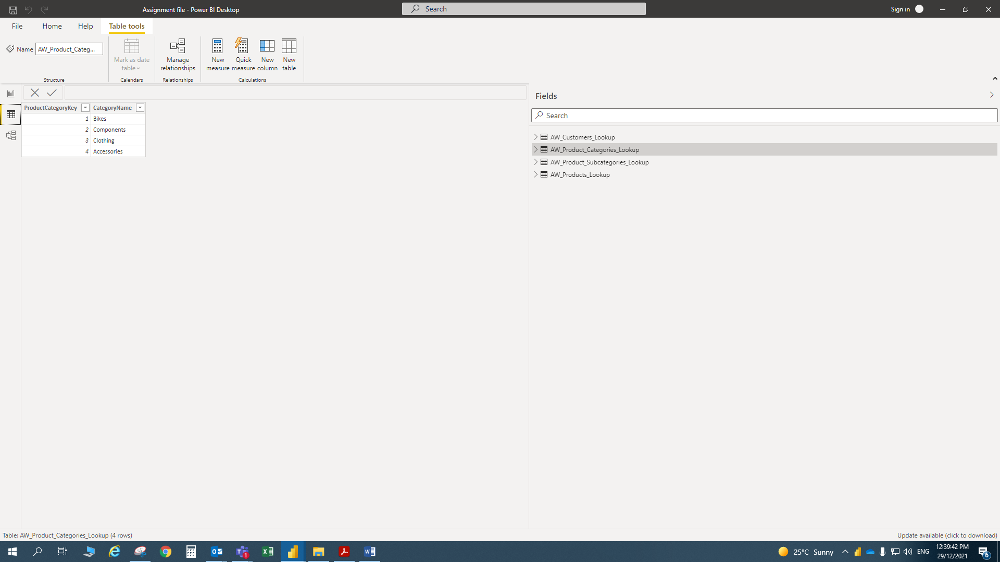 Assignment file - Power BI Desktop
Search
Sign in
File
Home
Help
Table tools
Name
AW_Product_Categ...
Mark as date
table
Manage
relationships
New
measure
Quick
measure
New
column
New
table
Structure
Calendars
Relationships
Calculations
Fields
Search
ProductCategoryKey
CategoryName
1 Bikes
2 Components
3 Clothing
4 Accessories
AW_Customers_Lookup
AW_Product_Categories_Lookup
AW_Product_Subcategories_Lookup
AW_Products_Lookup
Table: AW_Product_Categories_Lookup (4 rows)
Update available (click to download)
1
25°C Sunny
ENG
12:39:42 PM
29/12/2021
6